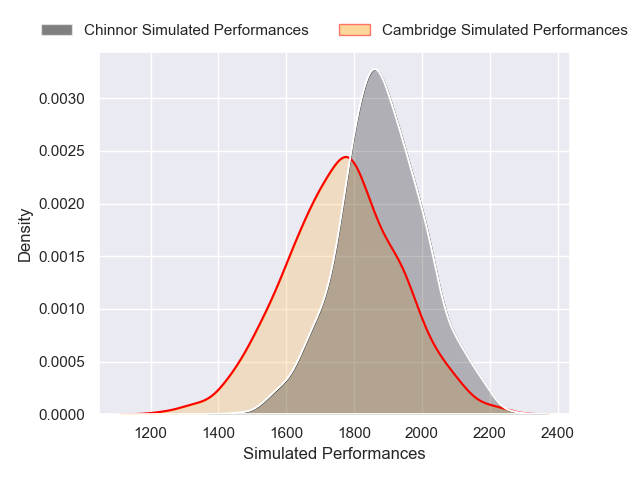 Chinnor Simulated Performances Cambridge Simulated Performances
0.0030
0.0025
0.0020
0.0015
0.0010
0.0005
0.0000
Density
1200 1400 1600 1800 2000 2200 2400
Simulated Performances